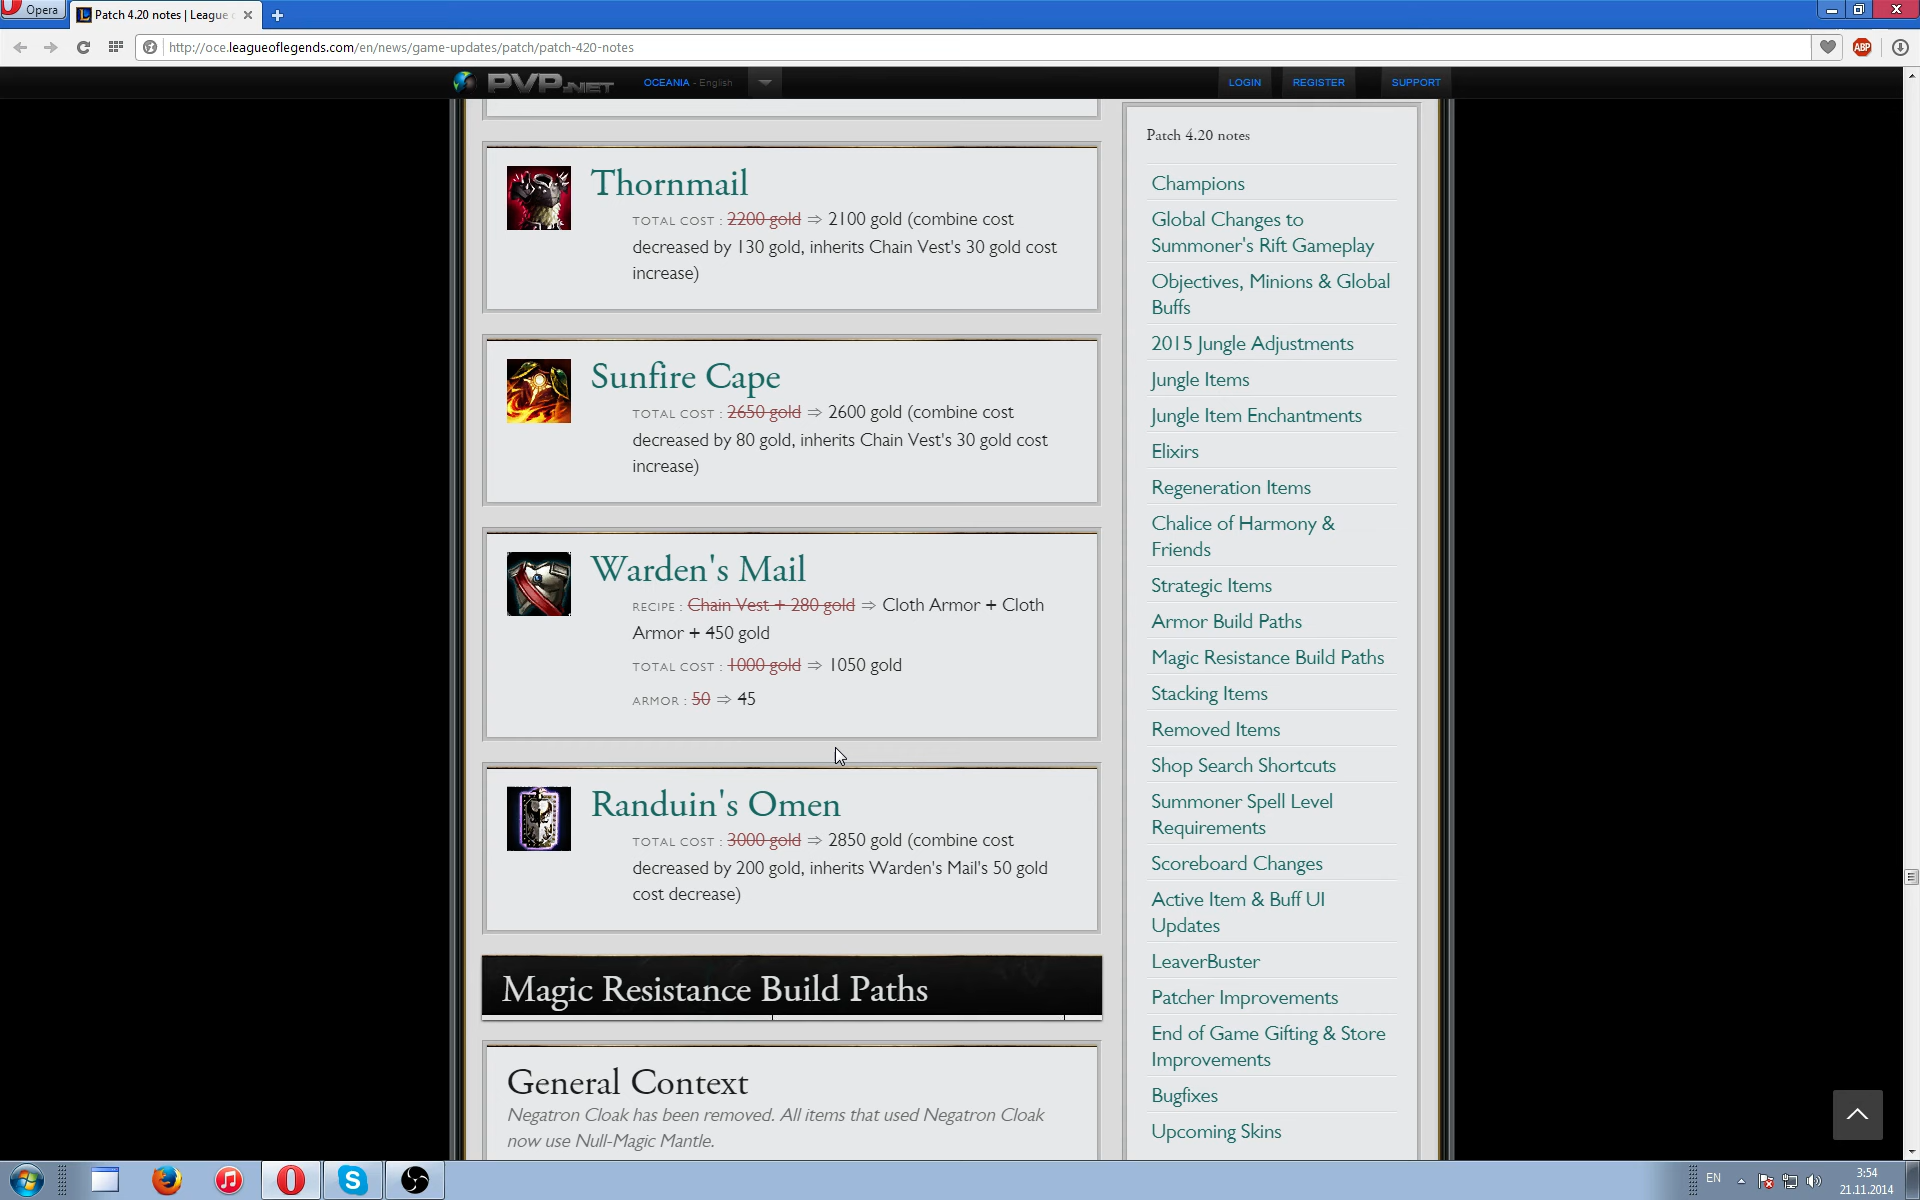 Opera
Patch 4.20 notes | League
http://oce.leagueoflegends.com/en/news/game-updates/patch/patch-420-notes
ABP
PVP.NET
OCEANIA - English
LOGIN
REGISTER
SUPPORT
Thornmail
TOTAL COST : 2200 gold ⇒ 2100 gold (combine cost
decreased by 130 gold, inherits Chain Vest's 30 gold cost
increase)
Sunfire Cape
TOTAL COST : 2650 gold ⇒ 2600 gold (combine cost
decreased by 80 gold, inherits Chain Vest's 30 gold cost
increase)
Warden's Mail
RECIPE : Chain Vest + 280 gold ⇒ Cloth Armor + Cloth
Armor + 450 gold
TOTAL COST : 1000 gold ⇒ 1050 gold
ARMOR : 50 ⇒ 45
Randuin's Omen
TOTAL COST : 3000 gold ⇒ 2850 gold (combine cost
decreased by 200 gold, inherits Warden's Mail's 50 gold
cost decrease)
Magic Resistance Build Paths
General Context
Negatron Cloak has been removed. All items that used Negatron Cloak
now use Null-Magic Mantle.
Patch 4.20 notes
Champions
Global Changes to
Summoner's Rift Gameplay
Objectives, Minions & Global
Buffs
2015 Jungle Adjustments
Jungle Items
Jungle Item Enchantments
Elixirs
Regeneration Items
Chalice of Harmony &
Friends
Strategic Items
Armor Build Paths
Magic Resistance Build Paths
Stacking Items
Removed Items
Shop Search Shortcuts
Summoner Spell Level
Requirements
Scoreboard Changes
Active Item & Buff UI
Updates
LeaverBuster
Patcher Improvements
End of Game Gifting & Store
Improvements
Bugfixes
Upcoming Skins
EN
3:54
21.11.2014